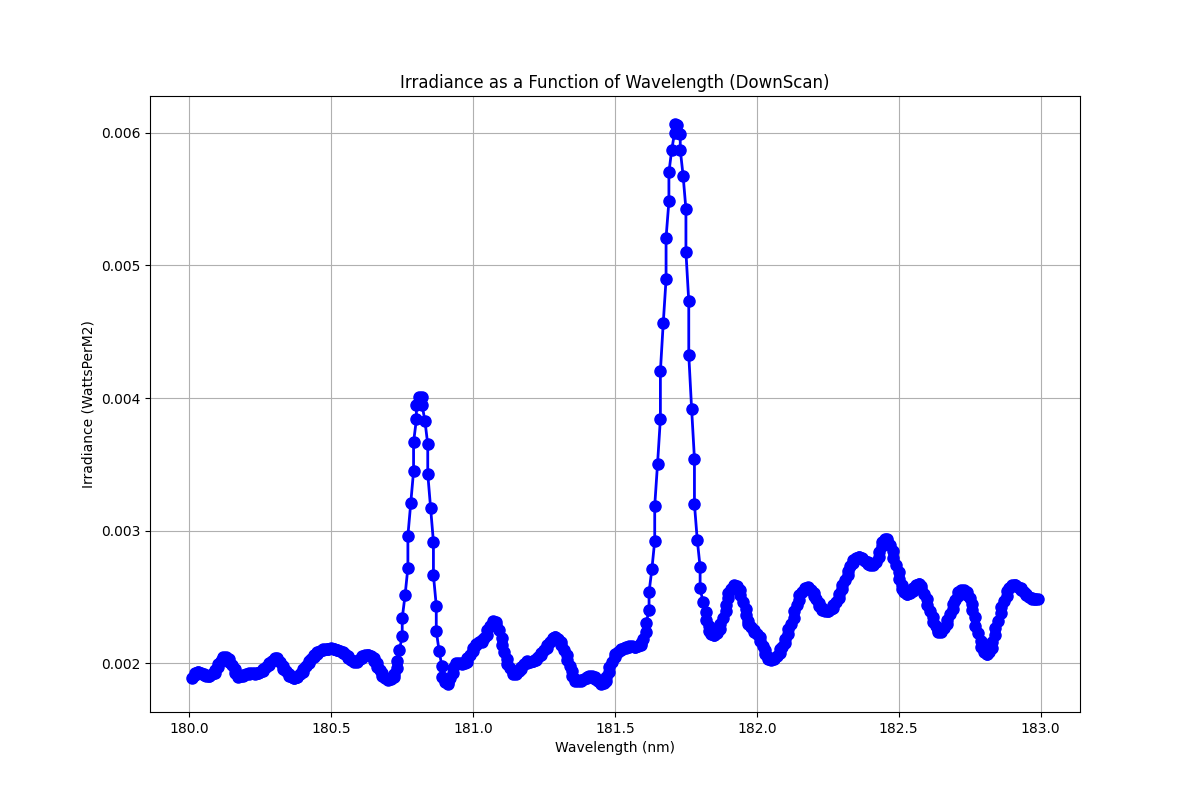 Irradiance as a Function of Wavelength (DownScan)
Irradiance (WattsPerM2)
0.006
0.005
0.004
0.003
0.002
180.0 180.5 181.0 181.5 182.0 182.5 183.0
Wavelength (nm)